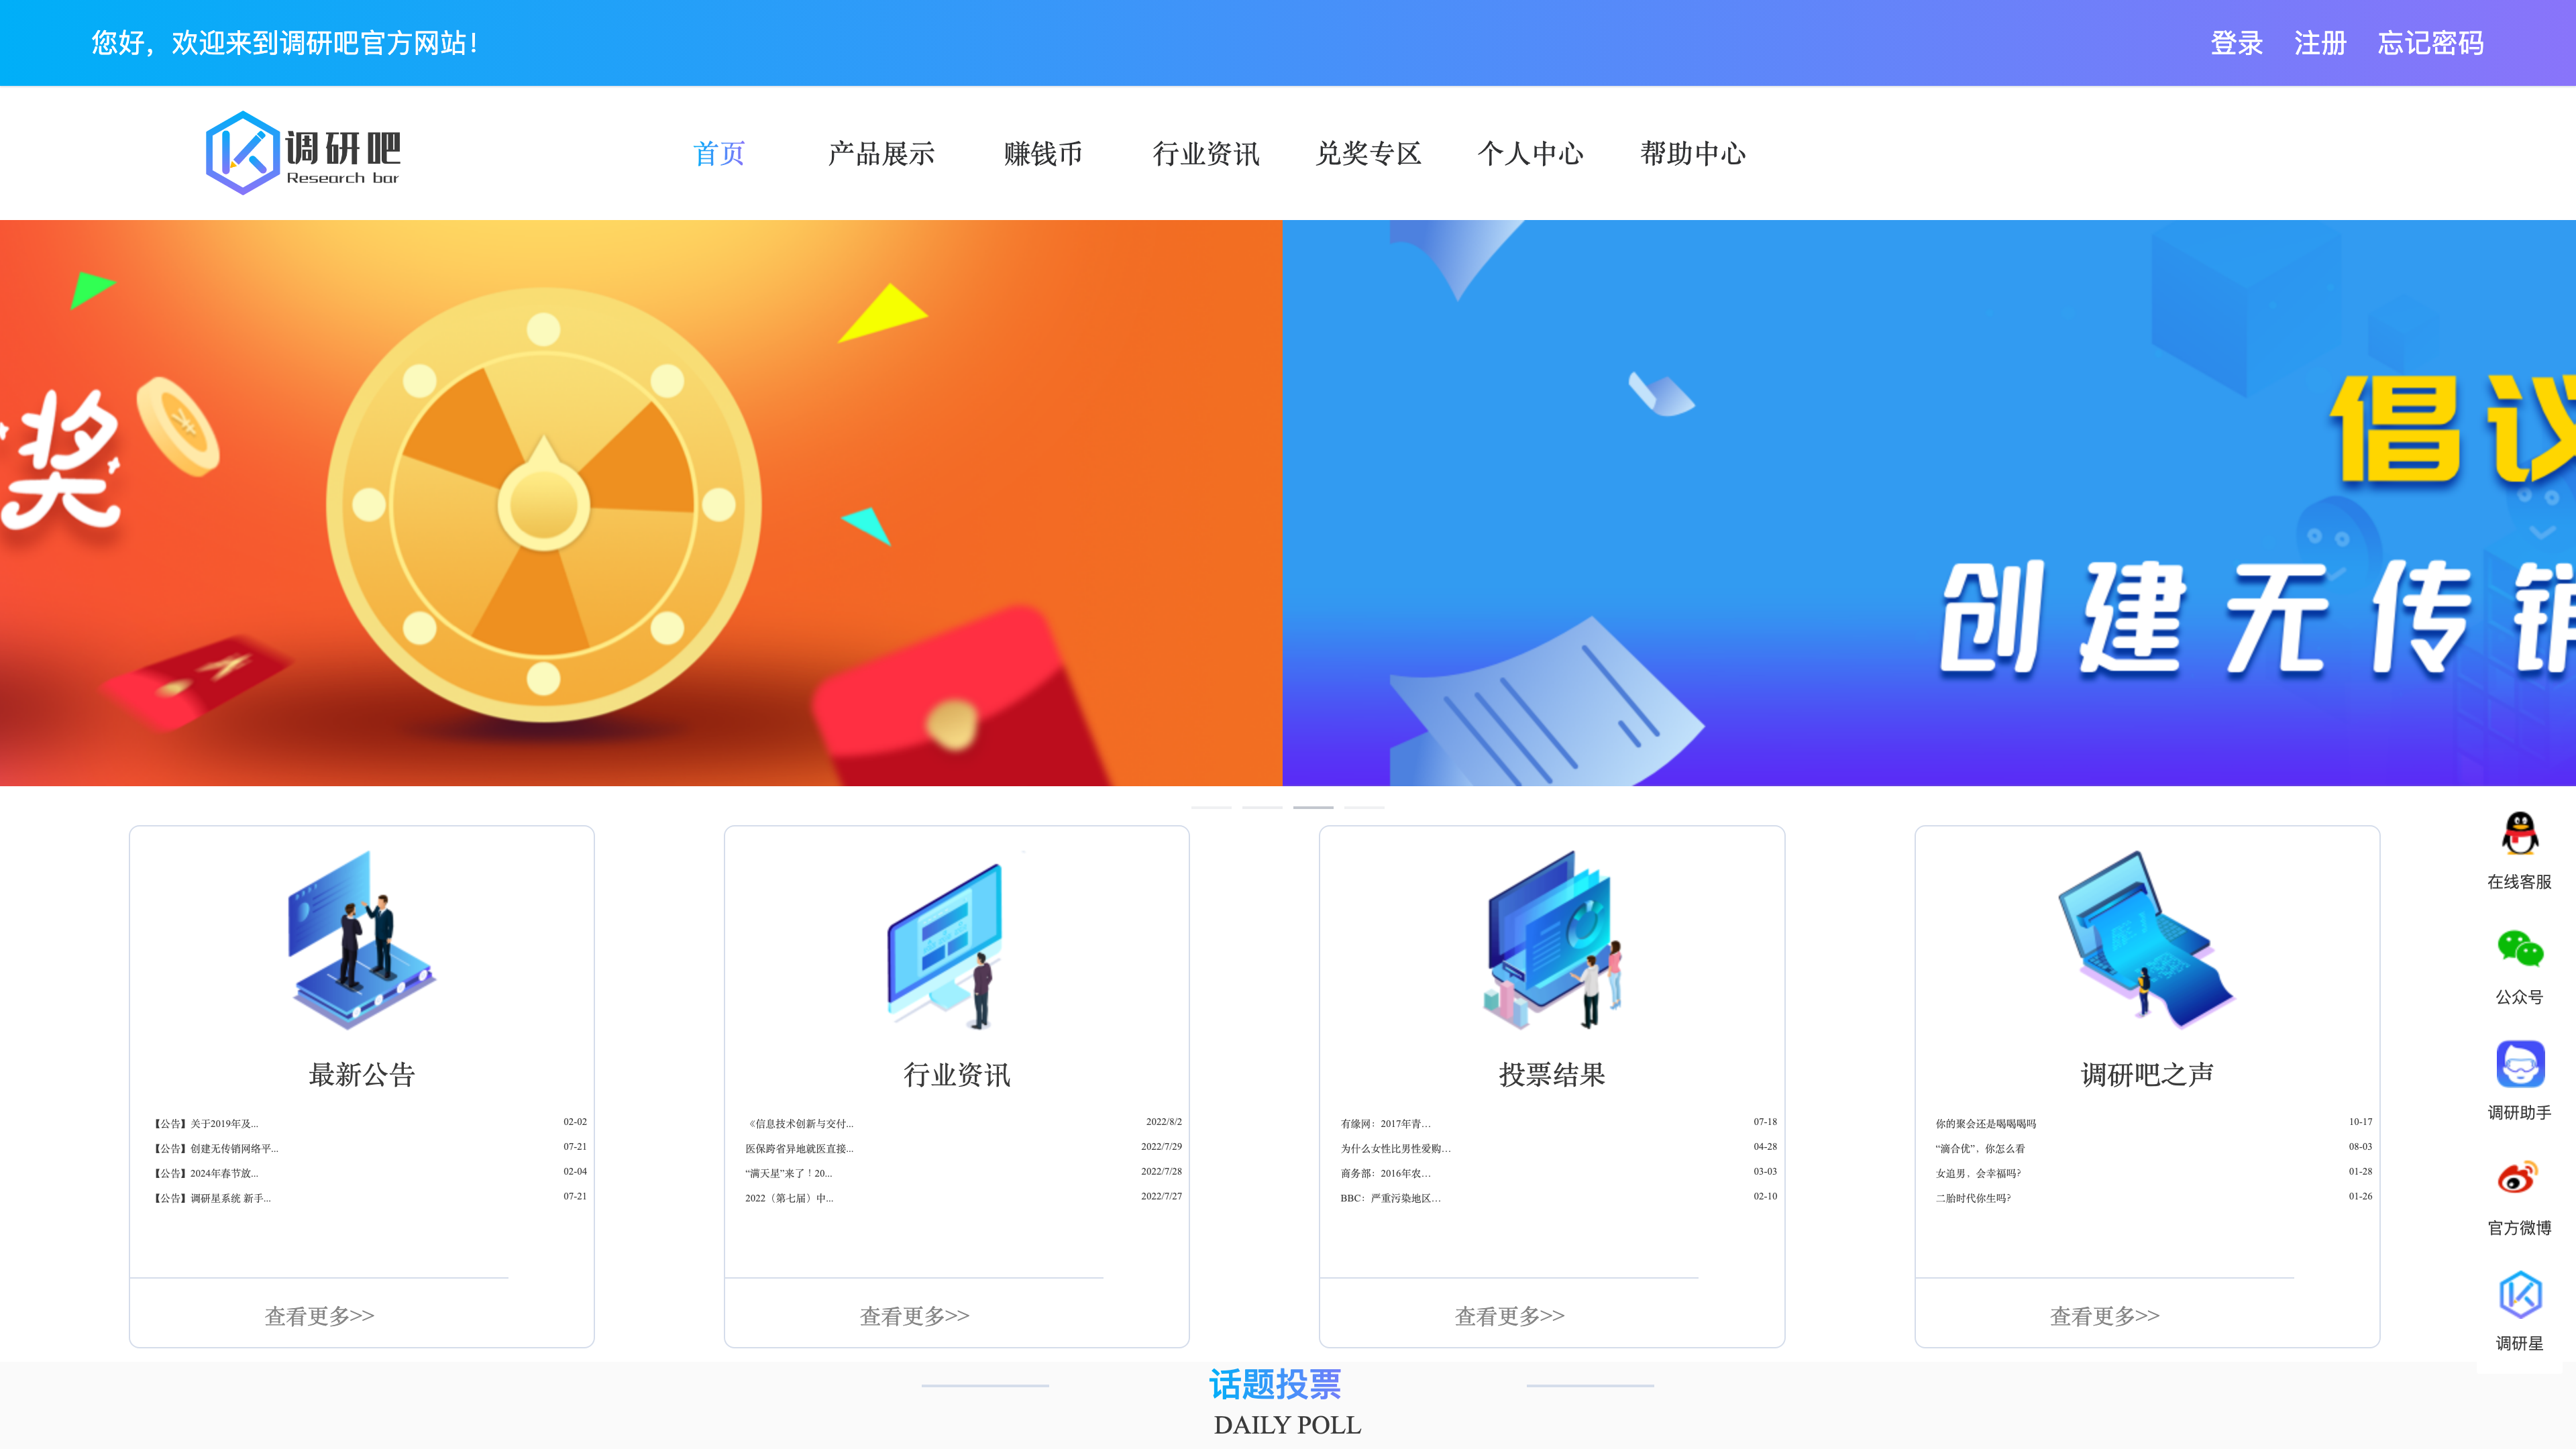 您好，欢迎来到调研吧官方网站！
登录 注册 忘记密码
调研吧
Research bar
首页 产品展示 赚钱币 行业资讯 兑奖专区 个人中心 帮助中心
奖
倡议
创建无传销
最新公告
【公告】关于2019年及... 02-02
【公告】创建无传销网络平... 07-21
【公告】2024年春节放... 02-04
【公告】调研星系统 新手... 07-21
查看更多>>
行业资讯
《信息技术创新与交付... 2022/8/2
医保跨省异地就医直接... 2022/7/29
“满天星”来了！20... 2022/7/28
2022（第七届）中... 2022/7/27
查看更多>>
投票结果
有缘网：2017年青… 07-18
为什么女性比男性爱购… 04-28
商务部：2016年农… 03-03
BBC：严重污染地区… 02-10
查看更多>>
调研吧之声
你的聚会还是喝喝喝吗 10-17
“滴合优”，你怎么看 08-03
女追男，会幸福吗? 01-28
二胎时代你生吗? 01-26
查看更多>>
在线客服
公众号
调研助手
官方微博
调研星
话题投票
DAILY POLL